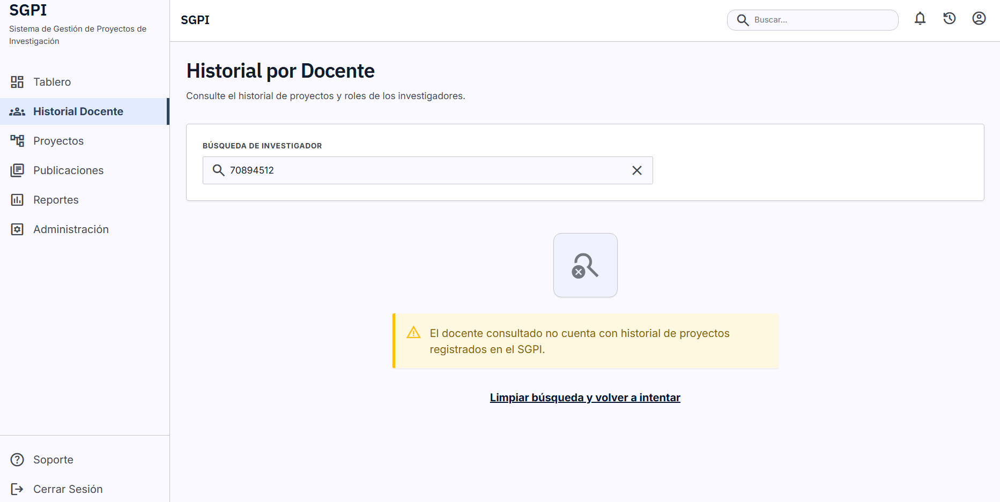 SGPI
Sistema de Gestión de Proyectos de
Investigación
Tablero
Historial Docente
Proyectos
Publicaciones
Reportes
Administración
Soporte
Cerrar Sesión
SGPI
Buscar...
Historial por Docente
Consulte el historial de proyectos y roles de los investigadores.
BÚSQUEDA DE INVESTIGADOR
70894512
El docente consultado no cuenta con historial de proyectos
registrados en el SGPI.
Limpiar búsqueda y volver a intentar